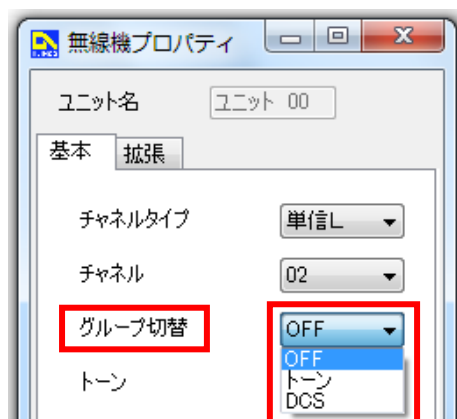 無線機プロパティ
ユニット名 ユニット 00
基本 拡張
チャネルタイプ 単信L
チャネル 02
グループ切替 OFF
OFF
トーン トーン
DCS